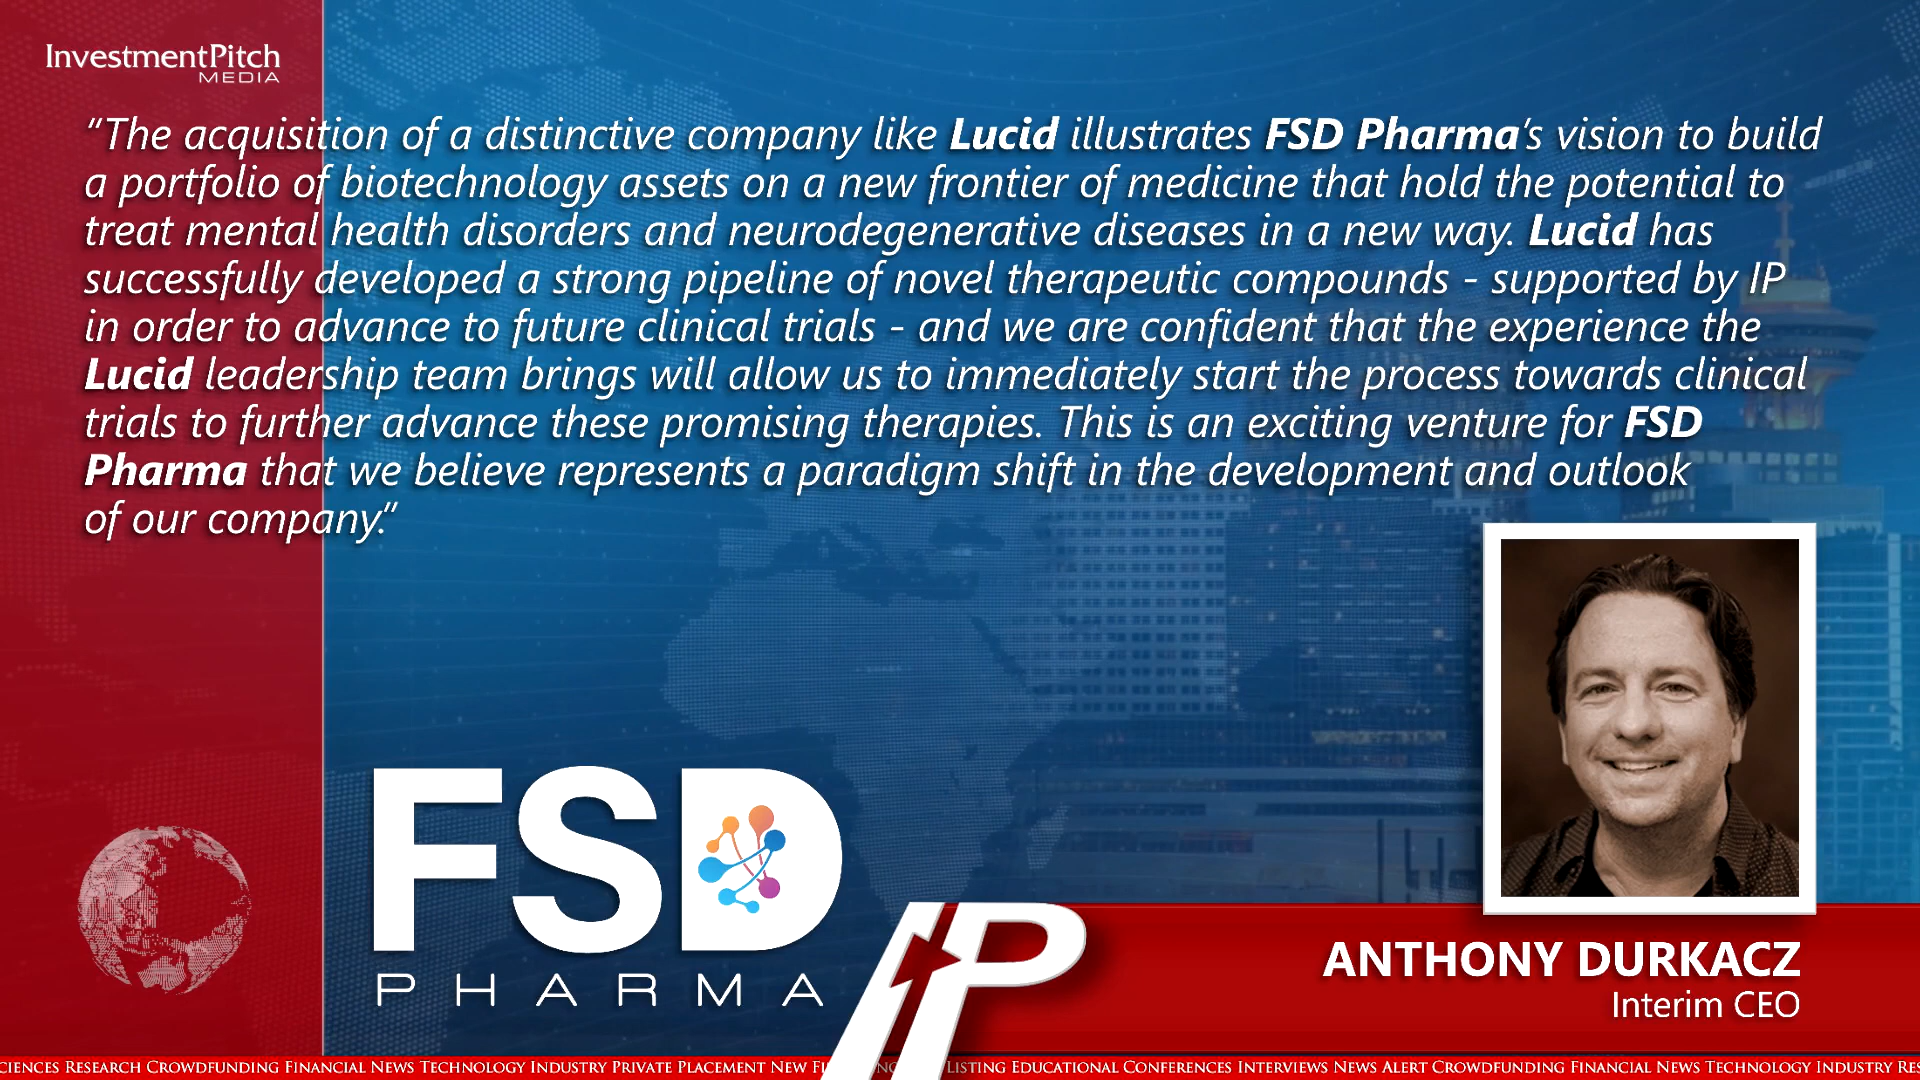 InvestmentPitch
MEDIA
“The acquisition of a distinctive company like Lucid illustrates FSD Pharma’s vision to build
a portfolio of biotechnology assets on a new frontier of medicine that hold the potential to
treat mental health disorders and neurodegenerative diseases in a new way. Lucid has
successfully developed a strong pipeline of novel therapeutic compounds - supported by IP
in order to advance to future clinical trials - and we are confident that the experience the
Lucid leadership team brings will allow us to immediately start the process towards clinical
trials to further advance these promising therapies. This is an exciting venture for FSD
Pharma that we believe represents a paradigm shift in the development and outlook
of our company.”
FSD
PHARMA
IP
ANTHONY DURKACZ
Interim CEO
CIENCES RESEARCH CROWDFUNDING FINANCIAL NEWS TECHNOLOGY INDUSTRY PRIVATE PLACEMENT NEW LISTING EDUCATIONAL CONFERENCES INTERVIEWS NEWS ALERT CROWDFUNDING FINANCIAL NEWS TECHNOLOGY INDUSTRY RES